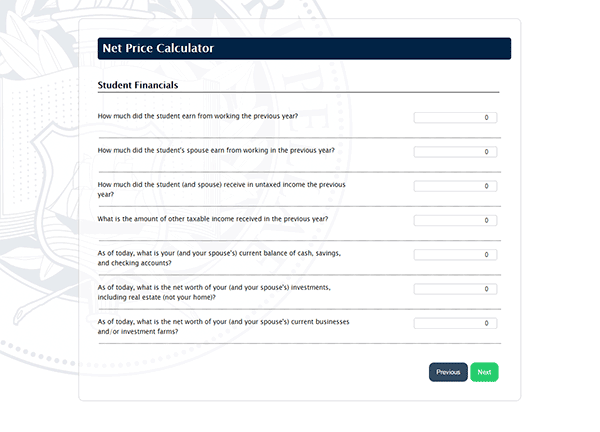 Net Price Calculator
Student Financials
How much did the student earn from working the previous year?
0
How much did the student's spouse earn from working in the previous year?
0
How much did the student (and spouse) receive in untaxed income the previous
year?
0
What is the amount of other taxable income received in the previous year?
0
As of today, what is your (and your spouse's) current balance of cash, savings,
and checking accounts?
0
As of today, what is the net worth of your (and your spouse's) investments,
including real estate (not your home)?
0
As of today, what is the net worth of your (and your spouse's) current businesses
and/or investment farms?
0
Previous
Next